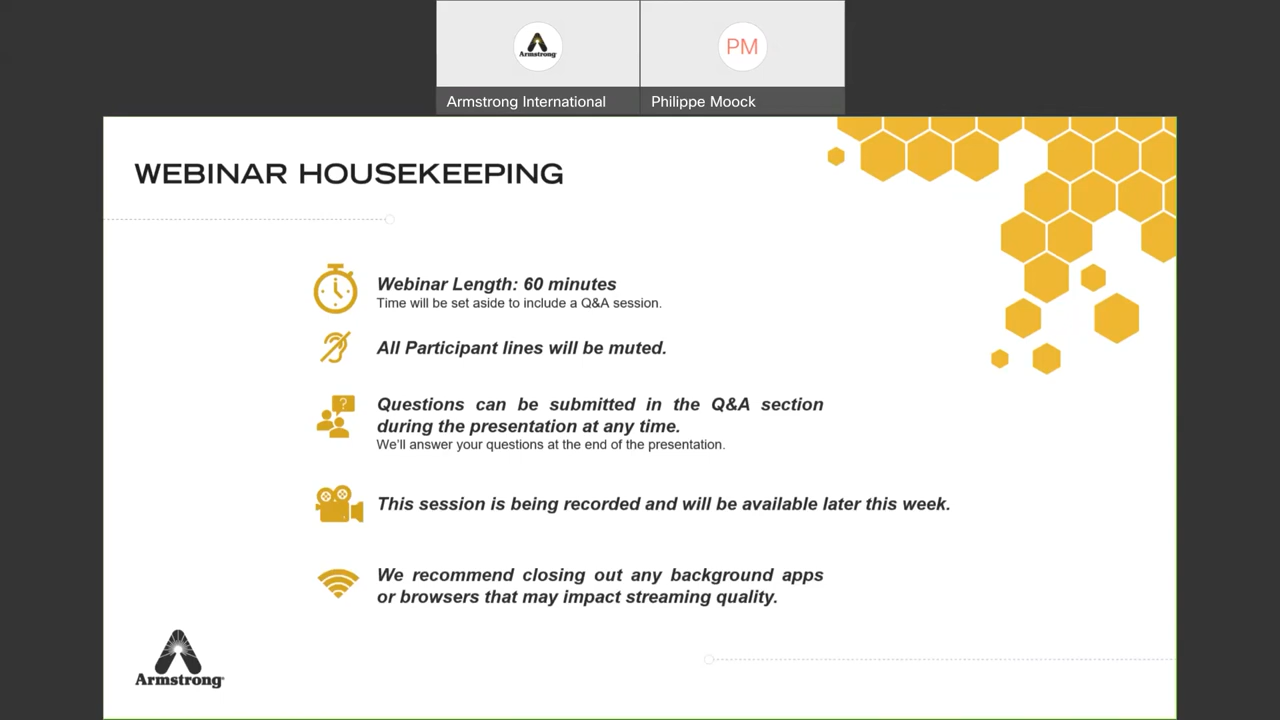 Armstrong
PM
Armstrong International
Philippe Moock
WEBINAR HOUSEKEEPING
Webinar Length: 60 minutes
Time will be set aside to include a Q&A session.
All Participant lines will be muted.
?
Questions can be submitted in the Q&A section
during the presentation at any time.
We'll answer your questions at the end of the presentation.
This session is being recorded and will be available later this week.
We recommend closing out any background apps
or browsers that may impact streaming quality.
Armstrong